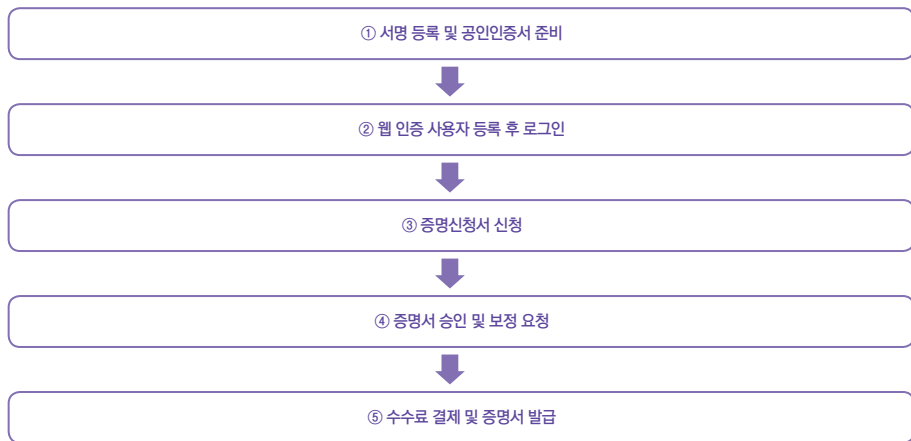 ① 서명 등록 및 공인인증서 준비
② 웹 인증 사용자 등록 후 로그인
③ 증명신청서 신청
④ 증명서 승인 및 보정 요청
⑤ 수수료 결제 및 증명서 발급